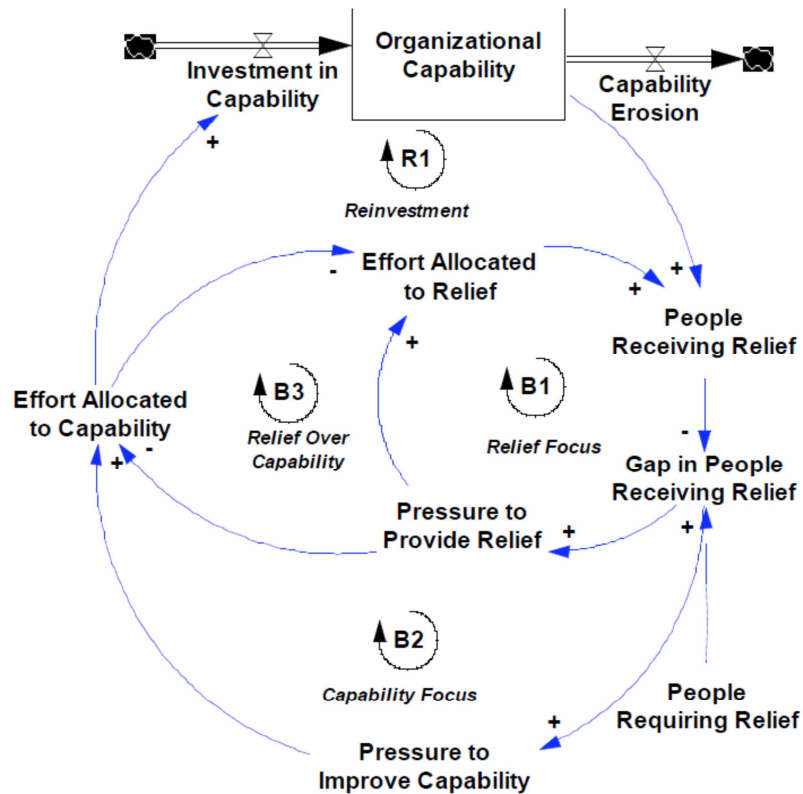 Organizational
Capability
Investment in
Capability
Capability
Erosion
+
R1
Reinvestment
-
Effort Allocated
to Relief
+
+
People
Receiving Relief
+
Effort Allocated
to Capability
B3
Relief Over
Capability
B1
Relief Focus
-
+
-
Gap in People
Receiving Relief
Pressure to
Provide Relief
+
+
B2
Capability Focus
People
Requiring Relief
+
Pressure to
Improve Capability